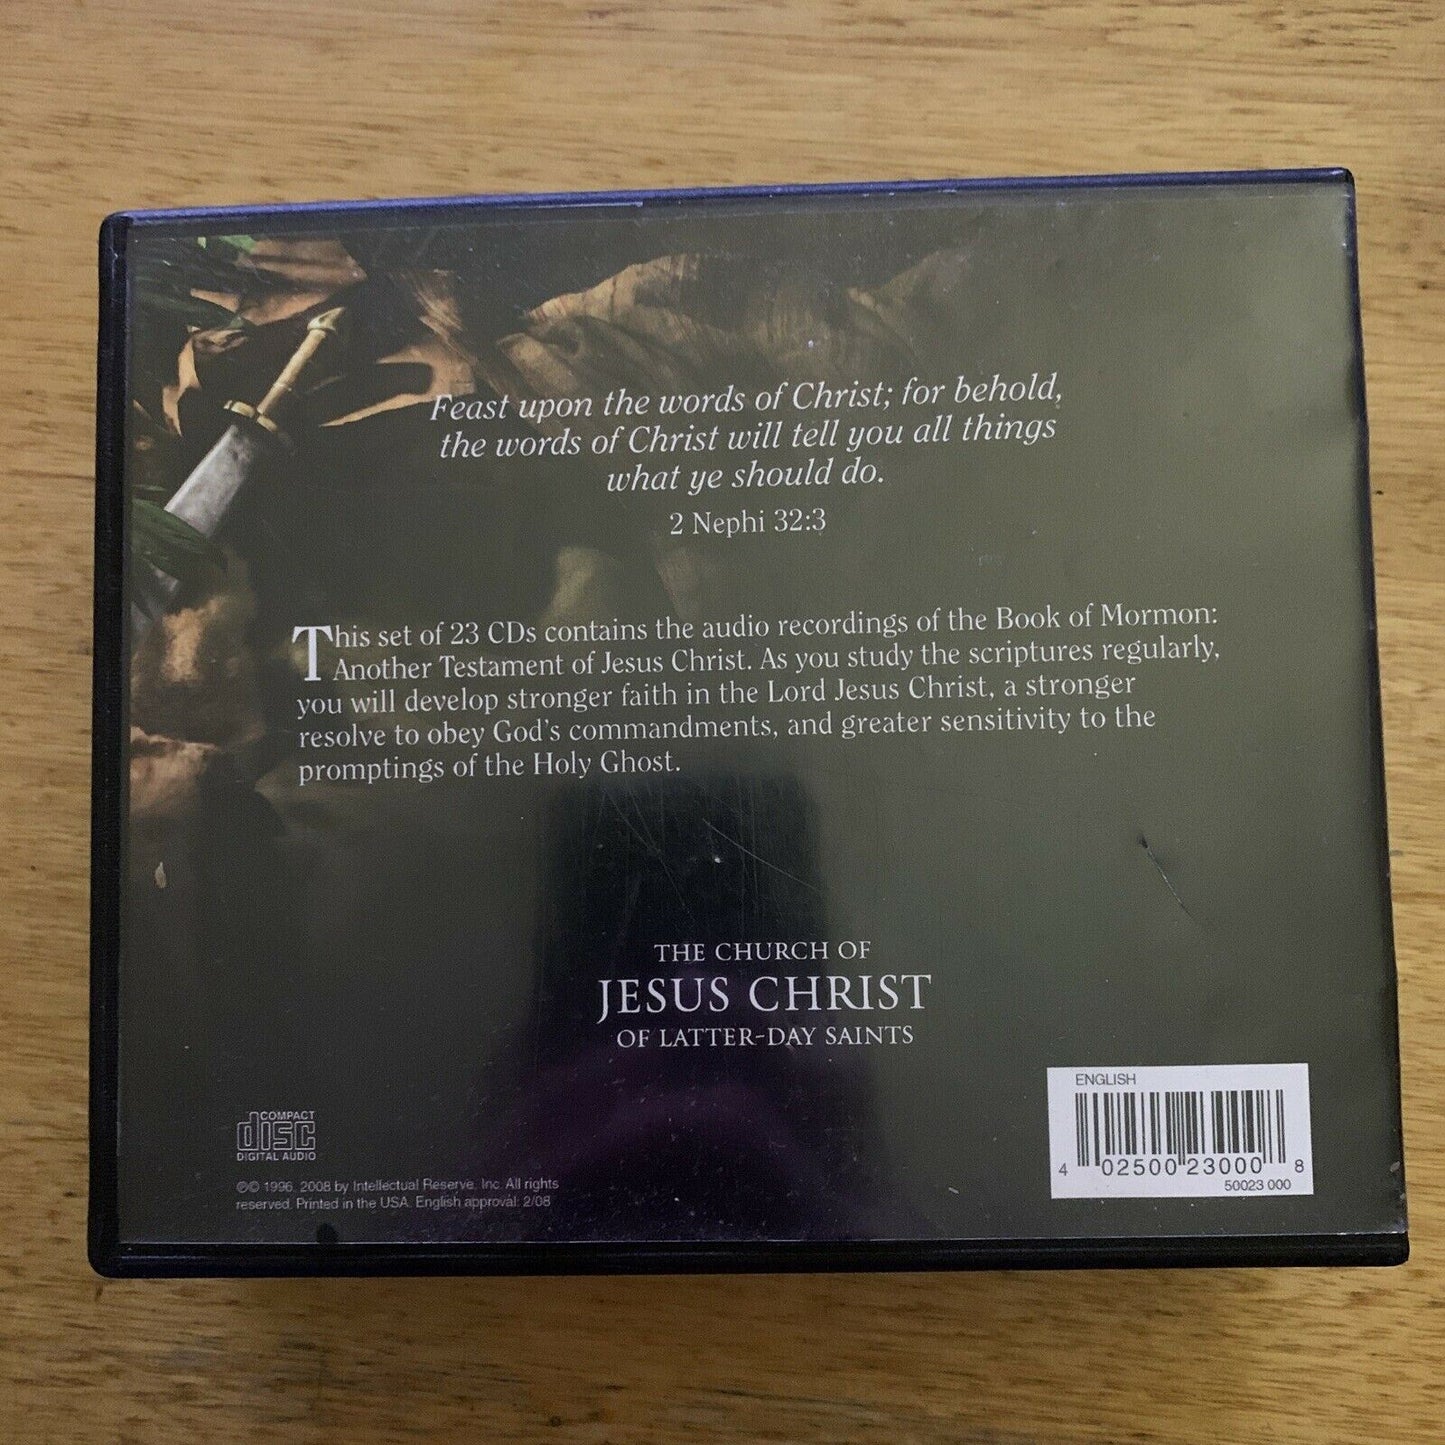 Feast upon the words of Christ; for behold,
the words of Christ will tell you all things
what ye should do.
2 Nephi 32:3
This set of 23 CDs contains the audio recordings of the Book of Mormon:
Another Testament of Jesus Christ. As you study the scriptures regularly,
you will develop stronger faith in the Lord Jesus Christ, a stronger
resolve to obey God's commandments, and greater sensitivity to the
promptings of the Holy Ghost.
THE CHURCH OF
JESUS CHRIST
OF LATTER-DAY SAINTS
COMPACT
disc
DIGITAL AUDIO
℗© 1996, 2008 by Intellectual Reserve, Inc. All rights
reserved. Printed in the USA. English approval: 2/08
ENGLISH
4 02500 23000 8
50023 000